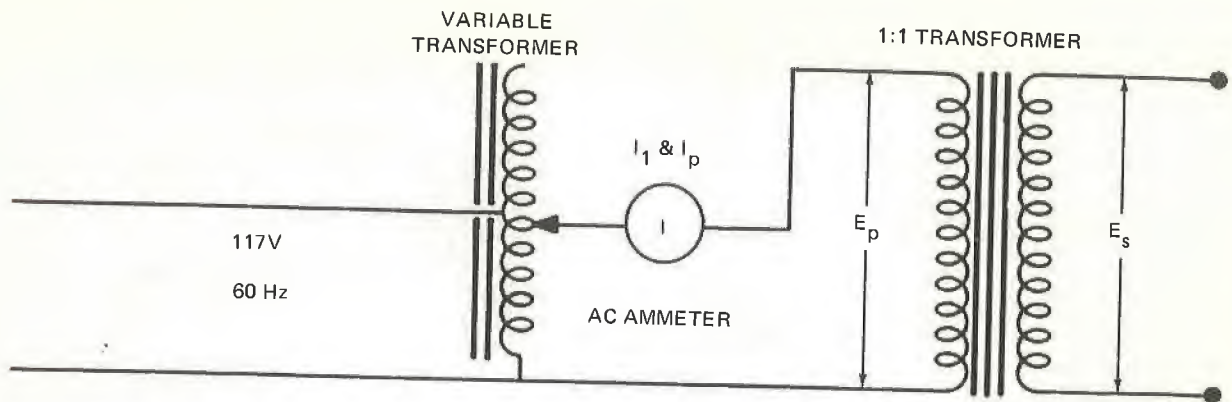 VARIABLE
TRANSFORMER
1:1 TRANSFORMER
I1 & Ip
I
Ep
Es
117V
60 Hz
AC AMMETER